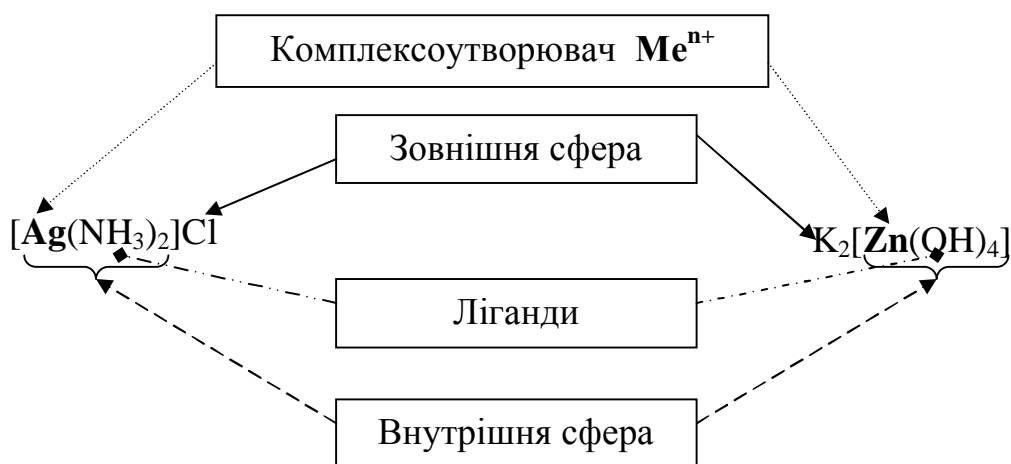 Комплексоутворювач Meⁿ⁺
Зовнішня сфера
[Ag(NH₃)₂]Cl
K₂[Zn(OH)₄]
Ліганди
Внутрішня сфера